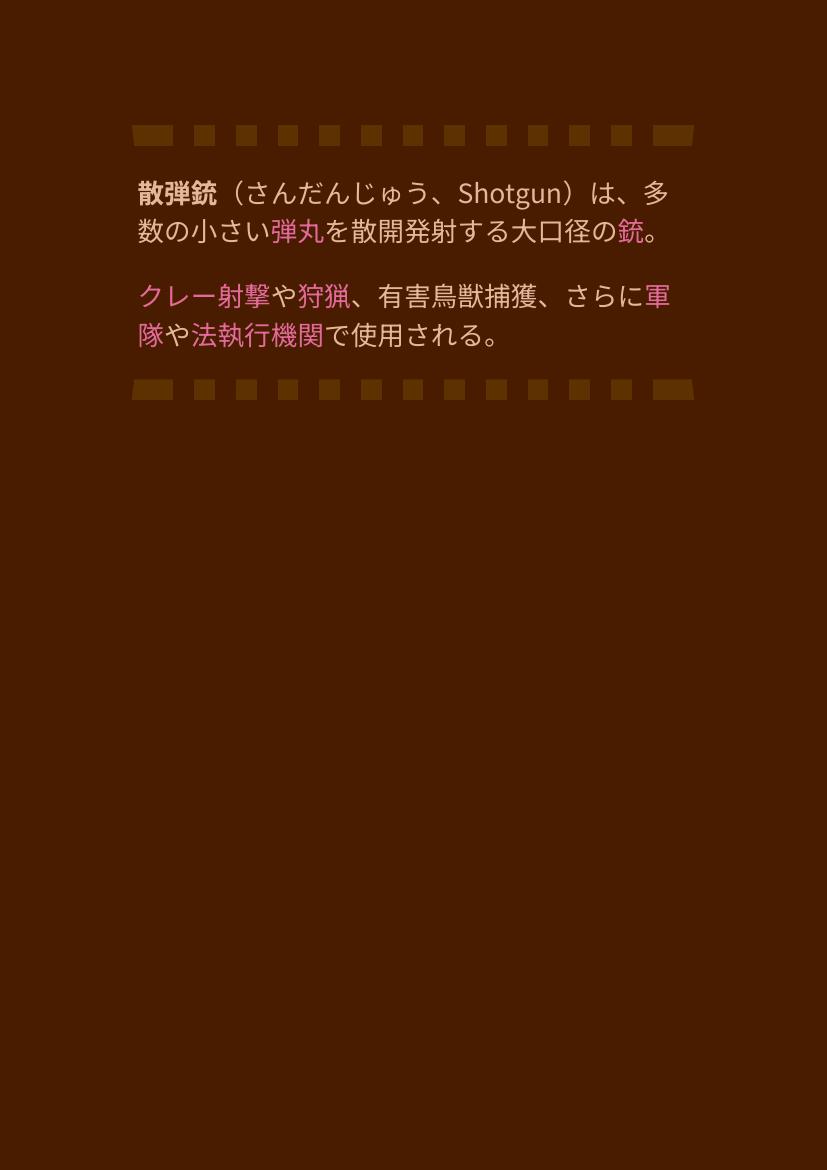 散弾銃（さんだんじゅう、Shotgun）は、多
数の小さい弾丸を散開発射する大口径の銃。
クレー射撃や狩猟、有害鳥獣捕獲、さらに軍
隊や法執行機関で使用される。